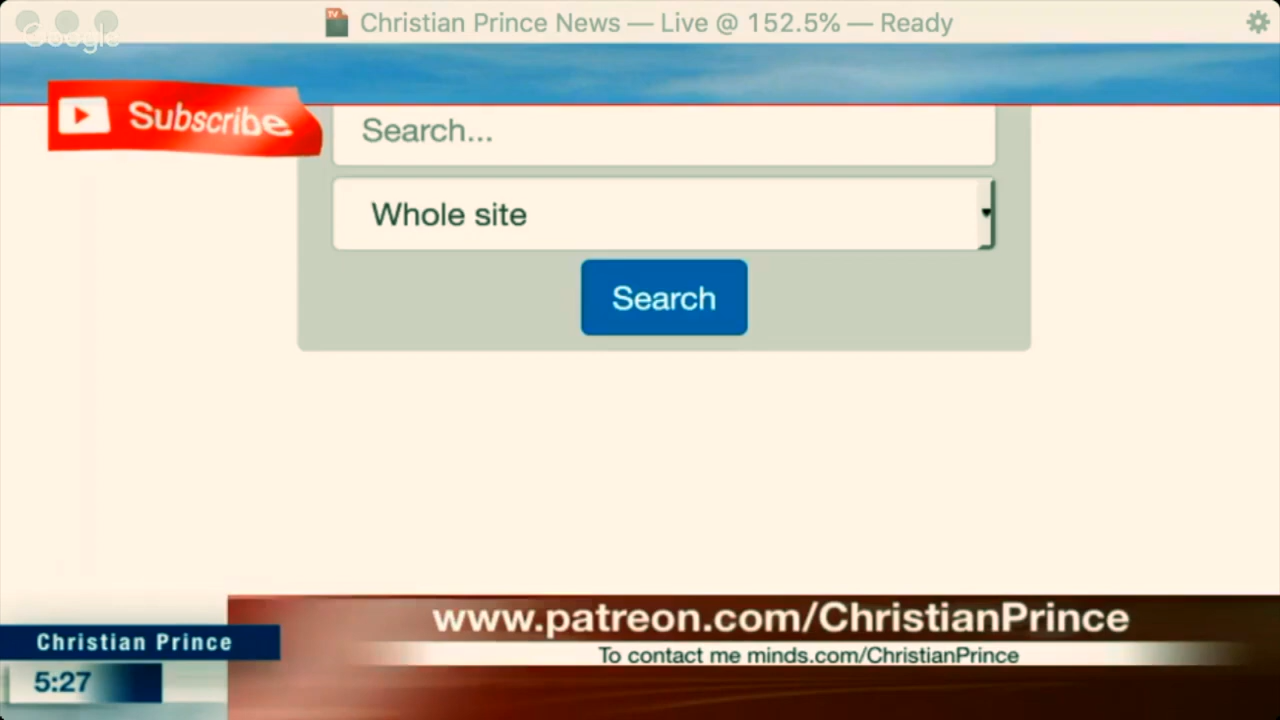 Christian Prince News — Live @ 152.5% — Ready
Google
Subscribe
Search...
Whole site
Search
www.patreon.com/ChristianPrince
To contact me minds.com/ChristianPrince
Christian Prince
5:27